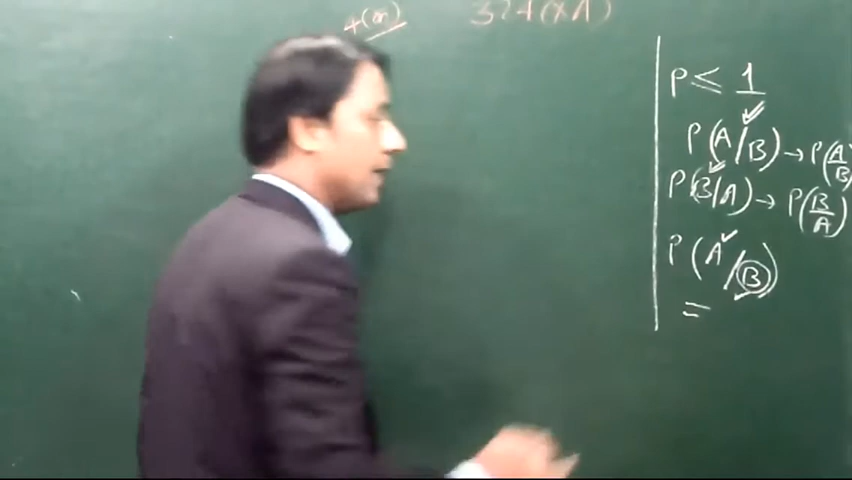 P ≤ 1
P(A/B) → P(A/B)
P(B/A) → P(B/A)
P(A/B)
=